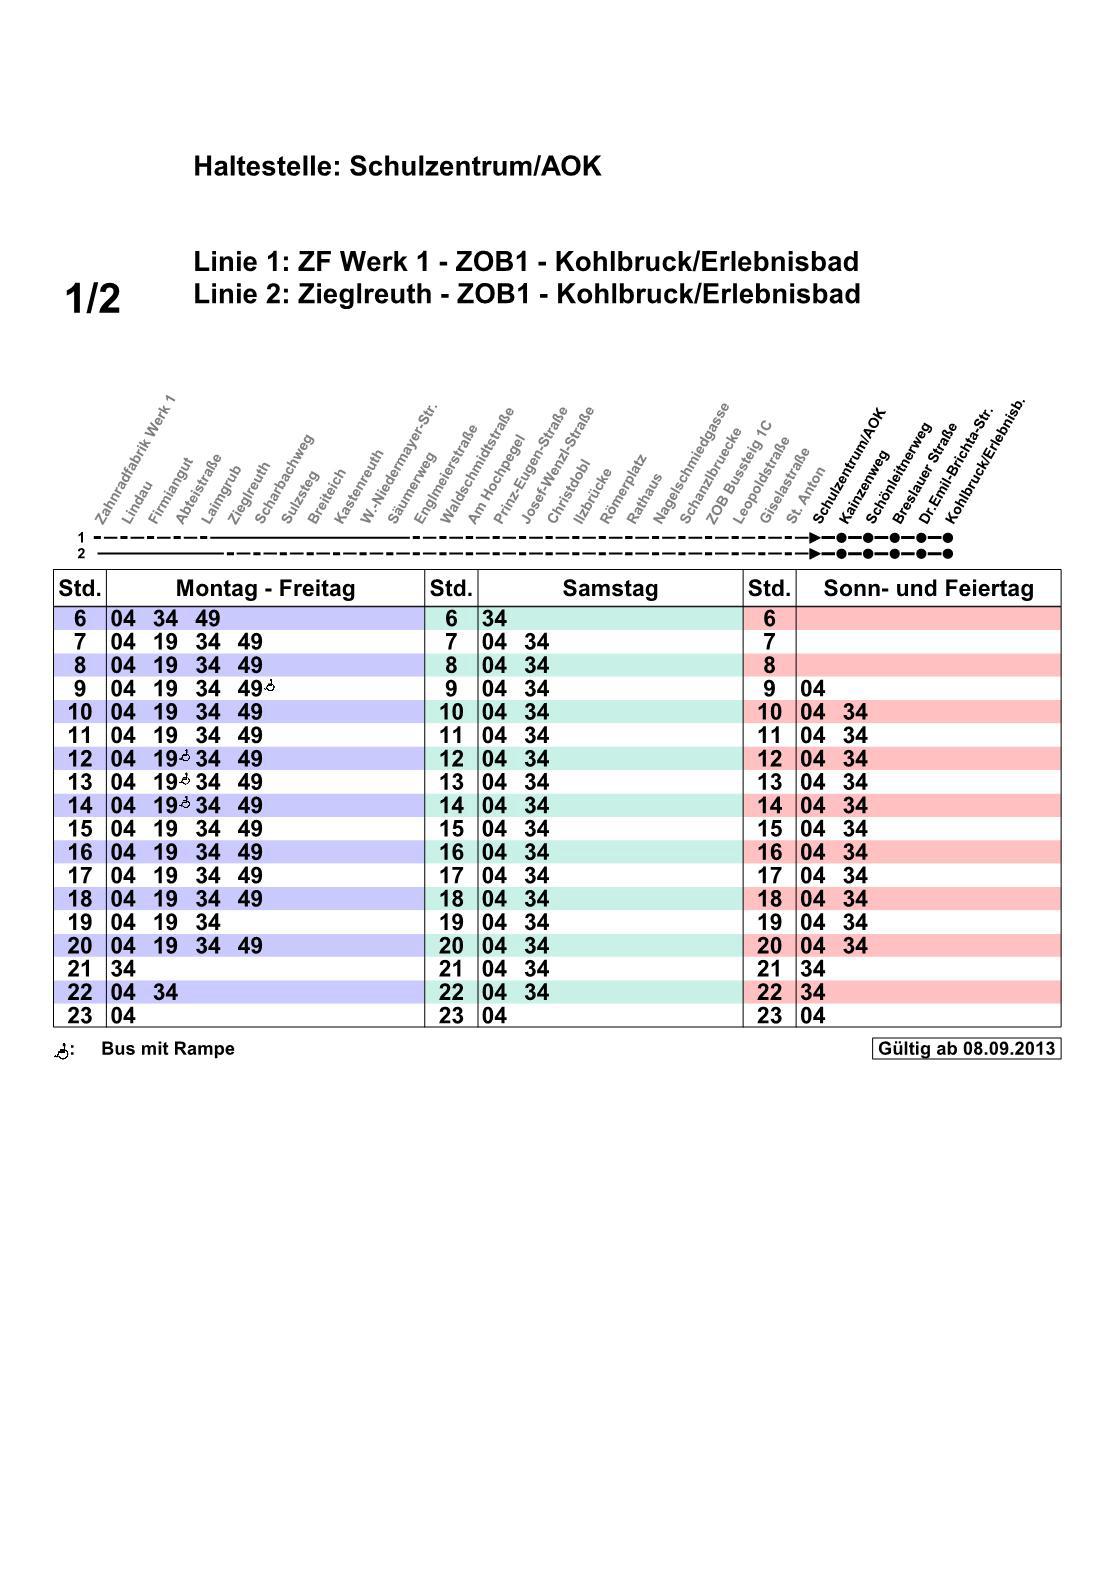 Haltestelle: Schulzentrum/AOK
1/2
Linie 1: ZF Werk 1 - ZOB1 - Kohlbruck/Erlebnisbad
Linie 2: Zieglreuth - ZOB1 - Kohlbruck/Erlebnisbad
Zahnradfabrik Werk 1
Lindau
Firmiangut
Abteistraße
Laimgrub
Zieglreuth
Scharbachweg
Sulzsteg
Breiteich
Kastenreuth
W.-Niedermayer-Str.
Säumerweg
Englmeierstraße
Waldschmidtstraße
Am Hochpegel
Prinz-Eugen-Straße
Josef-Wenzl-Straße
Christdobl
Ilzbrücke
Römerplatz
Rathaus
Nagelschmiedgasse
Schanzlbruecke
ZOB Bussteig 1C
Leopoldstraße
Giselastraße
St. Anton
Schulzentrum/AOK
Kainzenweg
Schönleitnerweg
Breslauer Straße
Dr.Emil-Brichta-Str.
Kohlbruck/Erlebnisb.
1
2
Std. Montag - Freitag Std. Samstag Std. Sonn- und Feiertag
6 04 34 49 6 34 6
7 04 19 34 49 7 04 34 7
8 04 19 34 49 8 04 34 8
9 04 19 34 49 9 04 34 9 04
10 04 19 34 49 10 04 34 10 04 34
11 04 19 34 49 11 04 34 11 04 34
12 04 19 34 49 12 04 34 12 04 34
13 04 19 34 49 13 04 34 13 04 34
14 04 19 34 49 14 04 34 14 04 34
15 04 19 34 49 15 04 34 15 04 34
16 04 19 34 49 16 04 34 16 04 34
17 04 19 34 49 17 04 34 17 04 34
18 04 19 34 49 18 04 34 18 04 34
19 04 19 34 19 04 34 19 04 34
20 04 19 34 49 20 04 34 20 04 34
21 34 21 04 34 21 34
22 04 34 22 04 34 22 34
23 04 23 04 23 04
: Bus mit Rampe
Gültig ab 08.09.2013